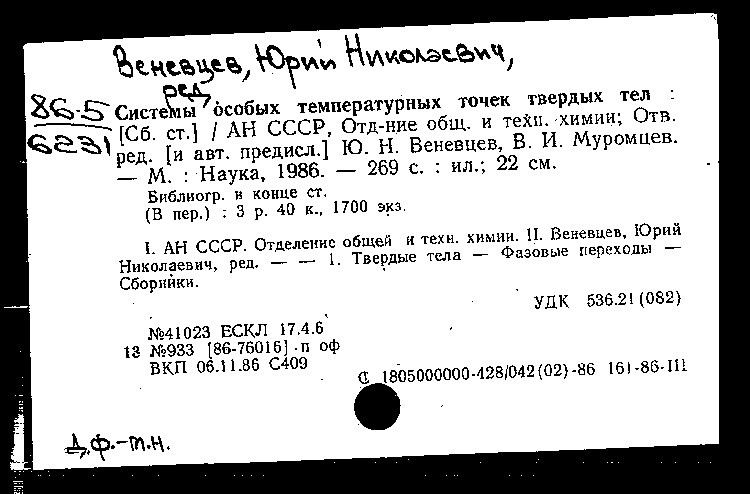 Веневцев, Юрий Николаевич,
ред.
86-5
6231
Системы особых температурных точек твердых тел :
[Сб. ст.] / АН СССР, Отд-ние общ. и техн. химии; Отв.
ред. [и авт. предисл.] Ю. Н. Веневцев, В. И. Муромцев.
— М. : Наука, 1986. — 269 с. : ил.; 22 см.
Библиогр. в конце ст.
(В пер.) : 3 р. 40 к., 1700 экз.
I. АН СССР. Отделение общей и техн. химии. II. Веневцев, Юрий
Николаевич, ред. — — 1. Твердые тела — Фазовые переходы —
Сборники.
УДК 536.21 (082)
№41023 ЕСКЛ 17.4.6
18 №933 [86-76016] п оф
ВКП 06.11.86 С409
С 1805000000-428/042(02)-86 161-86-III
Д.ф.-т.н.